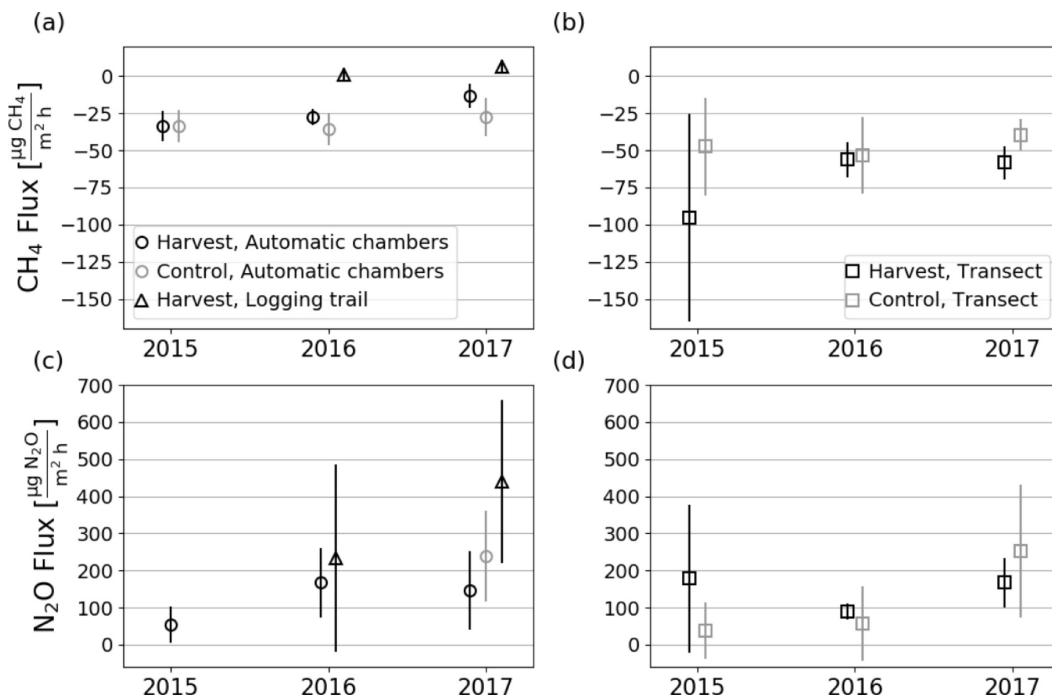 (a)
(b)
CH₄ Flux [µg CH₄ / m² h]
0
−25
−50
−75
−100
−125
−150
Harvest, Automatic chambers
Control, Automatic chambers
Harvest, Logging trail
2015 2016 2017
0
−25
−50
−75
−100
−125
−150
Harvest, Transect
Control, Transect
2015 2016 2017
(c)
(d)
N₂O Flux [µg N₂O / m² h]
700
600
500
400
300
200
100
0
2015 2016 2017
700
600
500
400
300
200
100
0
2015 2016 2017